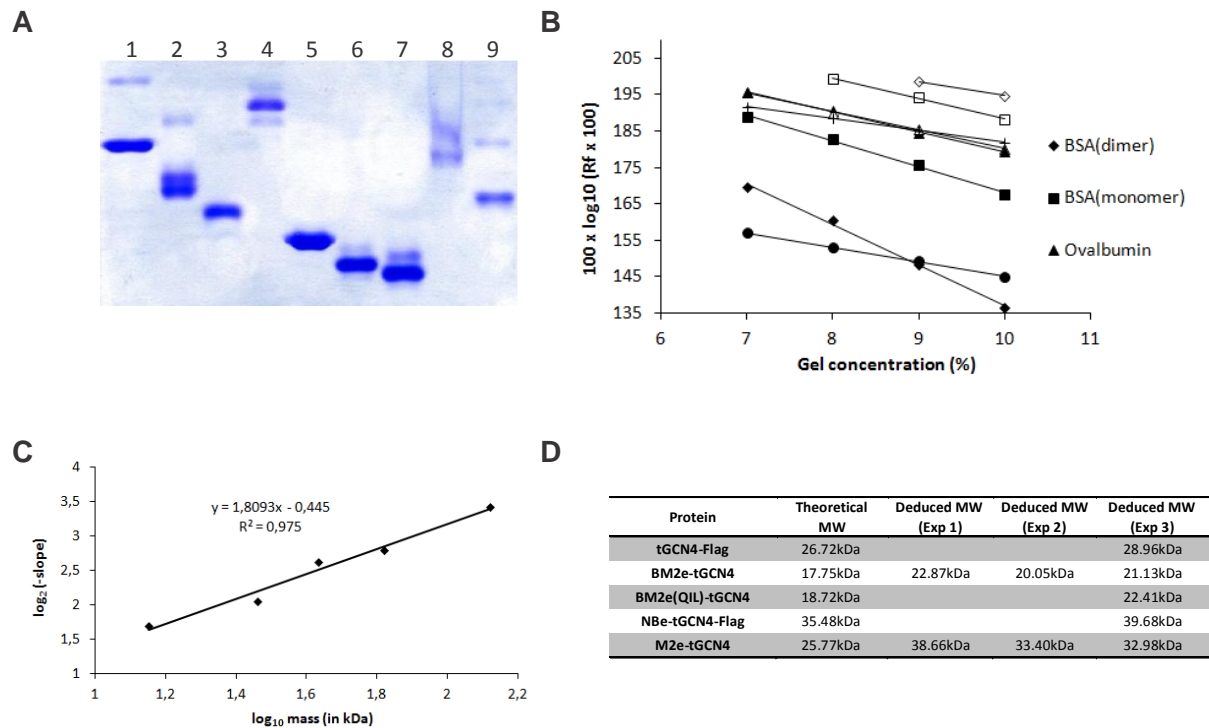 A
1 2 3 4 5 6 7 8 9
B
205
195
185
175
165
155
145
135
6 7 8 9 10 11
100 x log10 (Rf x 100)
Gel concentration (%)
BSA(dimer)
BSA(monomer)
Ovalbumin
C
4
3,5
3
2,5
2
1,5
1
1 1,2 1,4 1,6 1,8 2 2,2
log₂ (-slope)
log₁₀ mass (in kDa)
y = 1,8093x - 0,445
R² = 0,975
D
Protein Theoretical MW Deduced MW (Exp 1) Deduced MW (Exp 2) Deduced MW (Exp 3)
tGCN4-Flag 26.72kDa 28.96kDa
BM2e-tGCN4 17.75kDa 22.87kDa 20.05kDa 21.13kDa
BM2e(QIL)-tGCN4 18.72kDa 22.41kDa
NBe-tGCN4-Flag 35.48kDa 39.68kDa
M2e-tGCN4 25.77kDa 38.66kDa 33.40kDa 32.98kDa